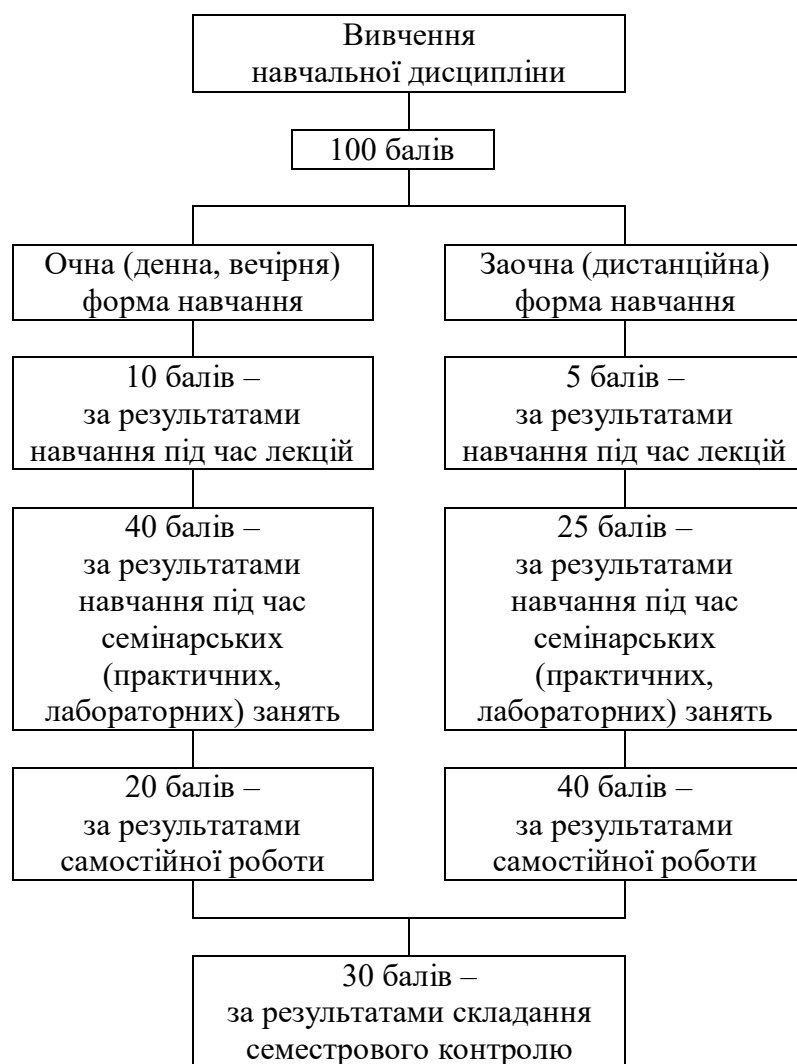 Вивчення
навчальної дисципліни
100 балів
Очна (денна, вечірня)
форма навчання
Заочна (дистанційна)
форма навчання
10 балів –
за результатами
навчання під час лекцій
5 балів –
за результатами
навчання під час лекцій
40 балів –
за результатами
навчання під час
семінарських
(практичних,
лабораторних) занять
25 балів –
за результатами
навчання під час
семінарських
(практичних,
лабораторних) занять
20 балів –
за результатами
самостійної роботи
40 балів –
за результатами
самостійної роботи
30 балів –
за результатами складання
семестрового контролю